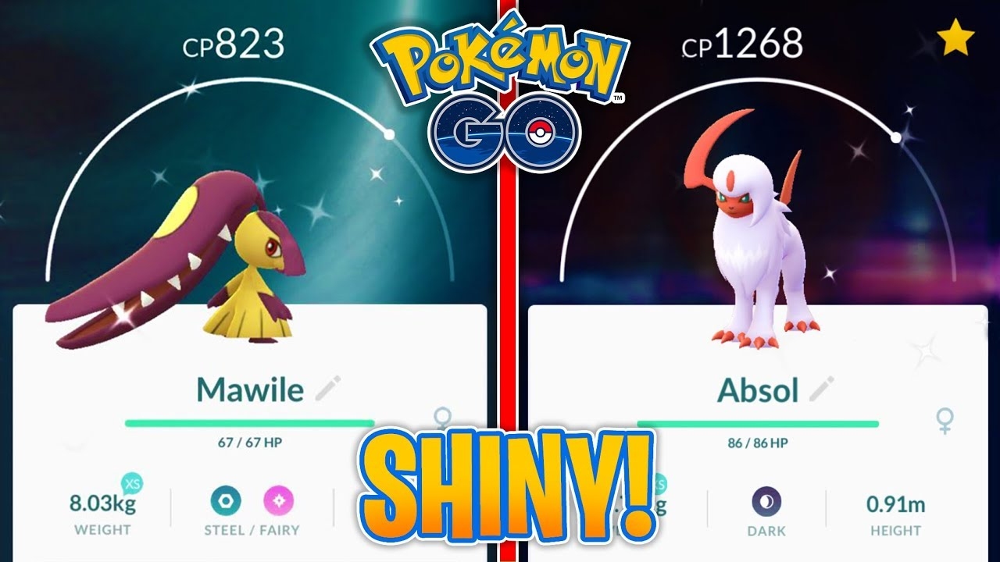 CP823
POKéMON
GO
TM
CP1268
Mawile
67 / 67 HP
XS
8.03kg
WEIGHT
STEEL / FAIRY
Absol
86 / 86 HP
DARK
0.91m
HEIGHT
SHINY!